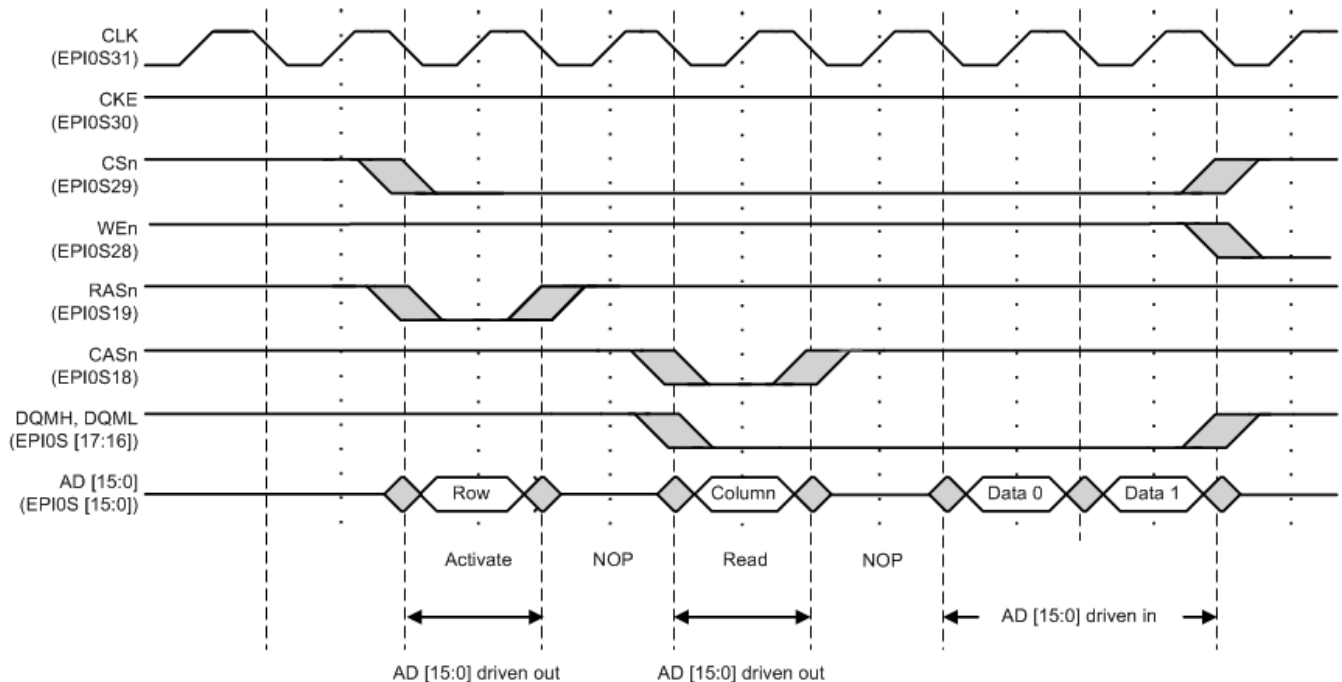 CLK
(EPI0S31)
CKE
(EPI0S30)
CSn
(EPI0S29)
WEn
(EPI0S28)
RASn
(EPI0S19)
CASn
(EPI0S18)
DQMH, DQML
(EPI0S [17:16])
AD [15:0]
(EPI0S [15:0])
Row
Column
Data 0
Data 1
Activate
NOP
Read
NOP
AD [15:0] driven in
AD [15:0] driven out
AD [15:0] driven out